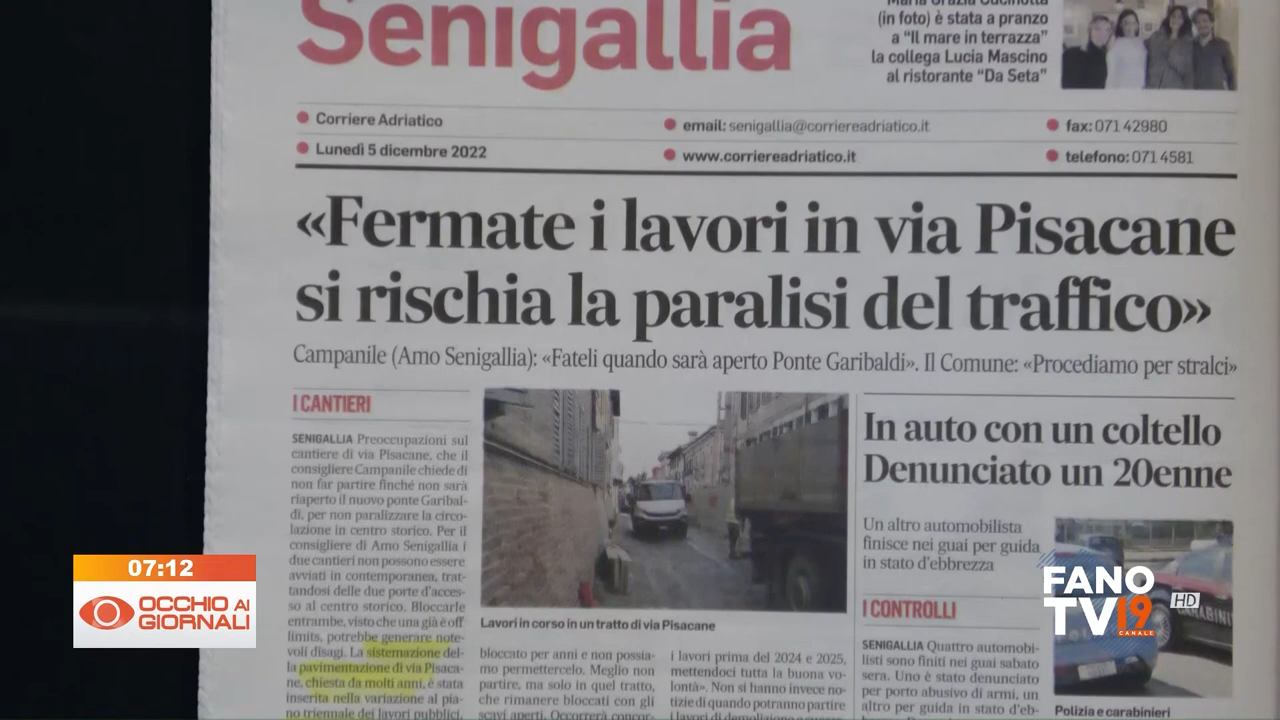 Senigallia
Maria Grazia Cucinotta
(in foto) è stata a pranzo
a “Il mare in terrazza”
la collega Lucia Mascino
al ristorante “Da Seta”
Corriere Adriatico
Lunedì 5 dicembre 2022
email: senigallia@corriereadriatico.it
www.corriereadriatico.it
fax: 071 42980
telefono: 071 4581
«Fermate i lavori in via Pisacane
si rischia la paralisi del traffico»
Campanile (Amo Senigallia): «Fateli quando sarà aperto Ponte Garibaldi». Il Comune: «Procediamo per stralci»
I CANTIERI
SENIGALLIA Preoccupazioni sul
cantiere di via Pisacane, che il
consigliere Campanile chiede di
non far partire finché non sarà
riaperto il nuovo ponte Garibal-
di, per non paralizzare la circo-
lazione in centro storico. Per il
consigliere di Amo Senigallia i
due cantieri non possono essere
avviati in contemporanea, trat-
tandosi delle due porte d'acces-
so al centro storico. Bloccarle
entrambe, visto che una già è off
limits, potrebbe generare note-
voli disagi. La sistemazione del-
la pavimentazione di via Pisaca-
ne, chiesta da molti anni, è stata
inserita nella variazione al pia-
no triennale dei lavori pubblici,
Lavori in corso in un tratto di via Pisacane
bloccato per anni e non possia-
mo permettercelo. Meglio non
partire, ma solo in quel tratto,
che rimanere bloccati con gli
scavi aperti. Occorrerà concor-
i lavori prima del 2024 e 2025,
mettendoci tutta la buona vo-
lontà». Non si hanno invece no-
tizie di quando potranno partire
i lavori di demolizione
In auto con un coltello
Denunciato un 20enne
Un altro automobilista
finisce nei guai per guida
in stato d'ebbrezza
I CONTROLLI
SENIGALLIA Quattro automobi-
listi sono finiti nei guai sabato
sera. Uno è stato denunciato
per porto abusivo di armi, un
altro per guida in stato d'eb-
CARABINI
Polizia e carabinieri
07:12
OCCHIO AI
GIORNALI
FANO
TV19
CANALE
HD